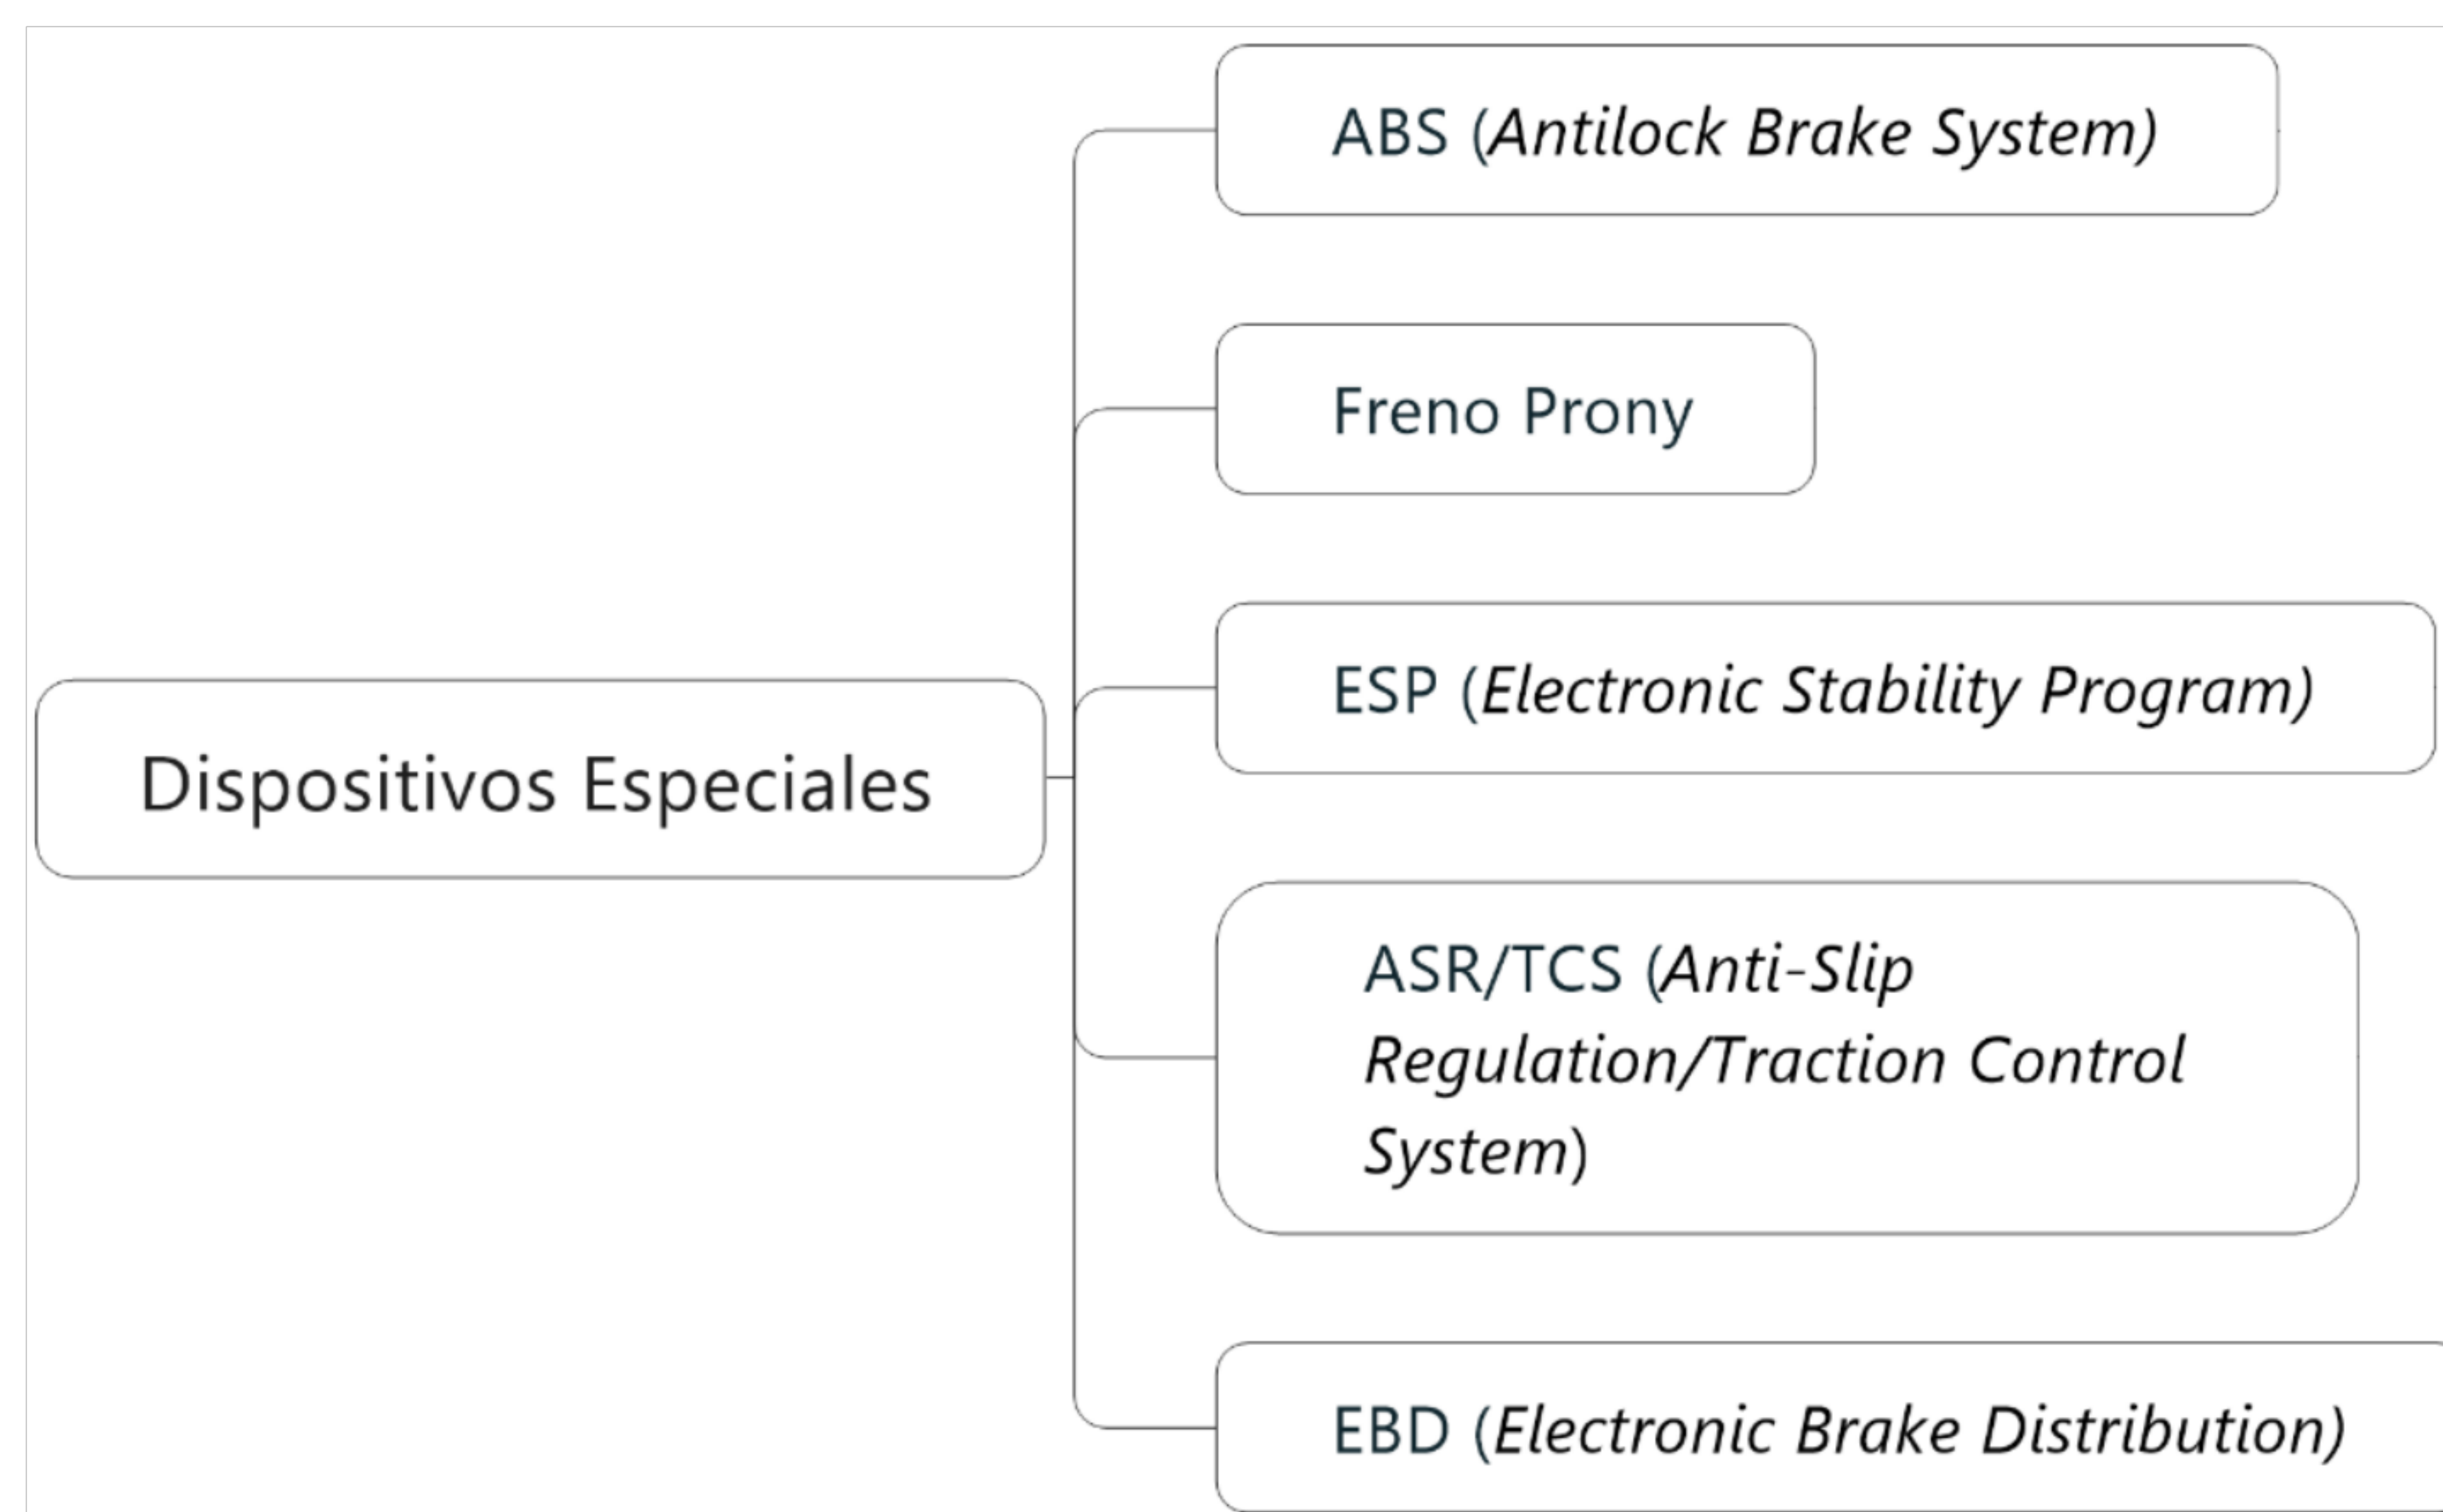 ABS (Antilock Brake System)
Freno Prony
ESP (Electronic Stability Program)
Dispositivos Especiales
ASR/TCS (Anti-Slip
Regulation/Traction Control
System)
EBD (Electronic Brake Distribution)